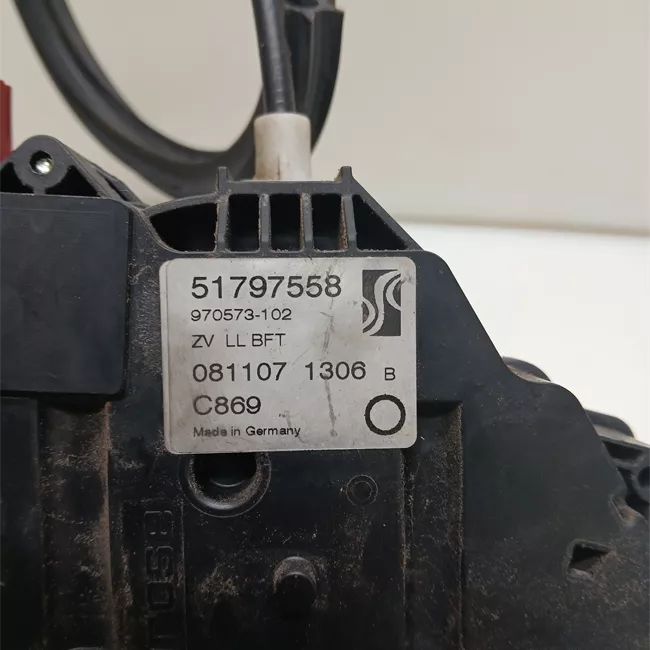 51797558
970573-102
ZV LL BFT
081107 1306 B
C869
Made in Germany